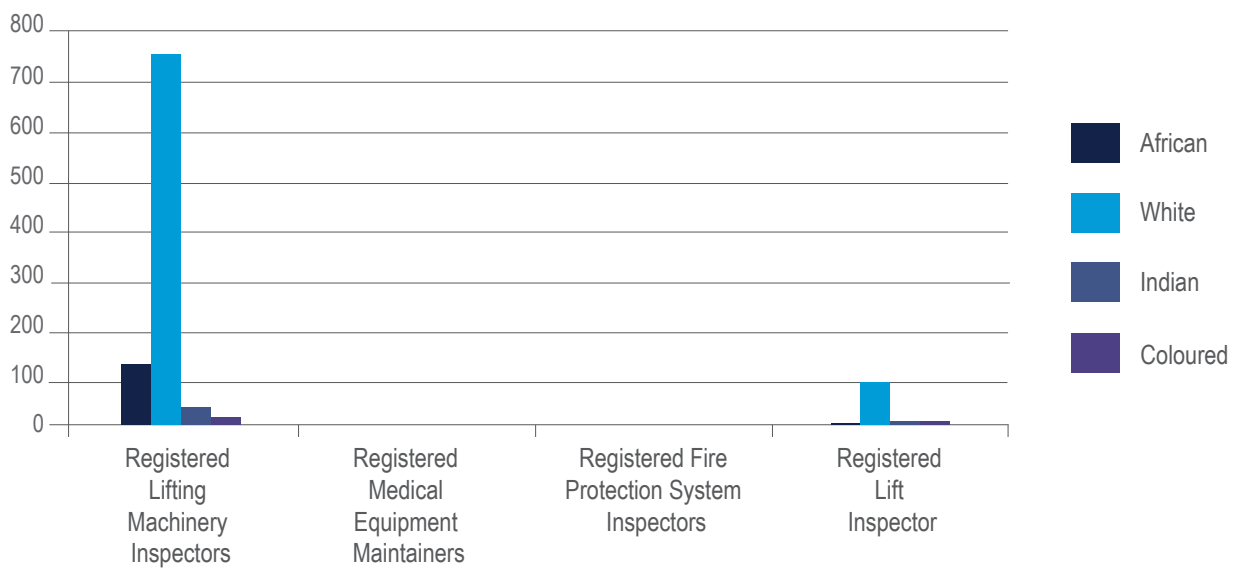 800
700
600
500
400
300
200
100
0
Registered
Lifting
Machinery
Inspectors
Registered
Medical
Equipment
Maintainers
Registered Fire
Protection System
Inspectors
Registered
Lift
Inspector
African
White
Indian
Coloured